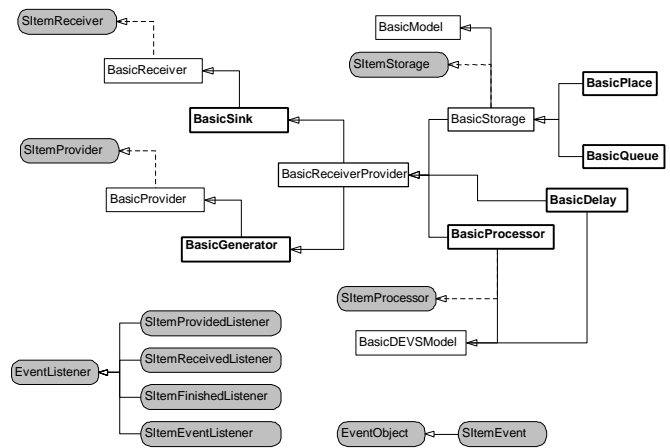 SItemReceiver
BasicModel
SItemStorage
BasicReceiver
BasicPlace
BasicSink
BasicStorage
SItemProvider
BasicQueue
BasicReceiverProvider
BasicProvider
BasicDelay
BasicGenerator
BasicProcessor
SItemProcessor
SItemProvidedListener
BasicDEVSModel
SItemReceivedListener
EventListener
SItemFinishedListener
SItemEventListener
EventObject
SItemEvent